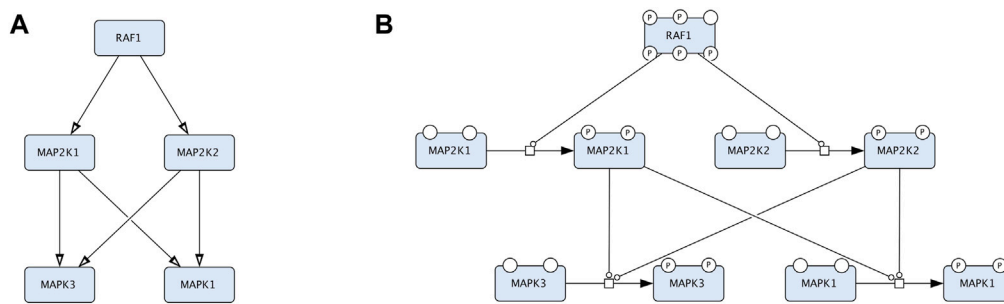 A
RAF1
MAP2K1 MAP2K2
MAPK3 MAPK1
B
P P
RAF1
P P P
P P P P
MAP2K1 MAP2K1 MAP2K2 MAP2K2
P P P P
MAPK3 MAPK3 MAPK1 MAPK1